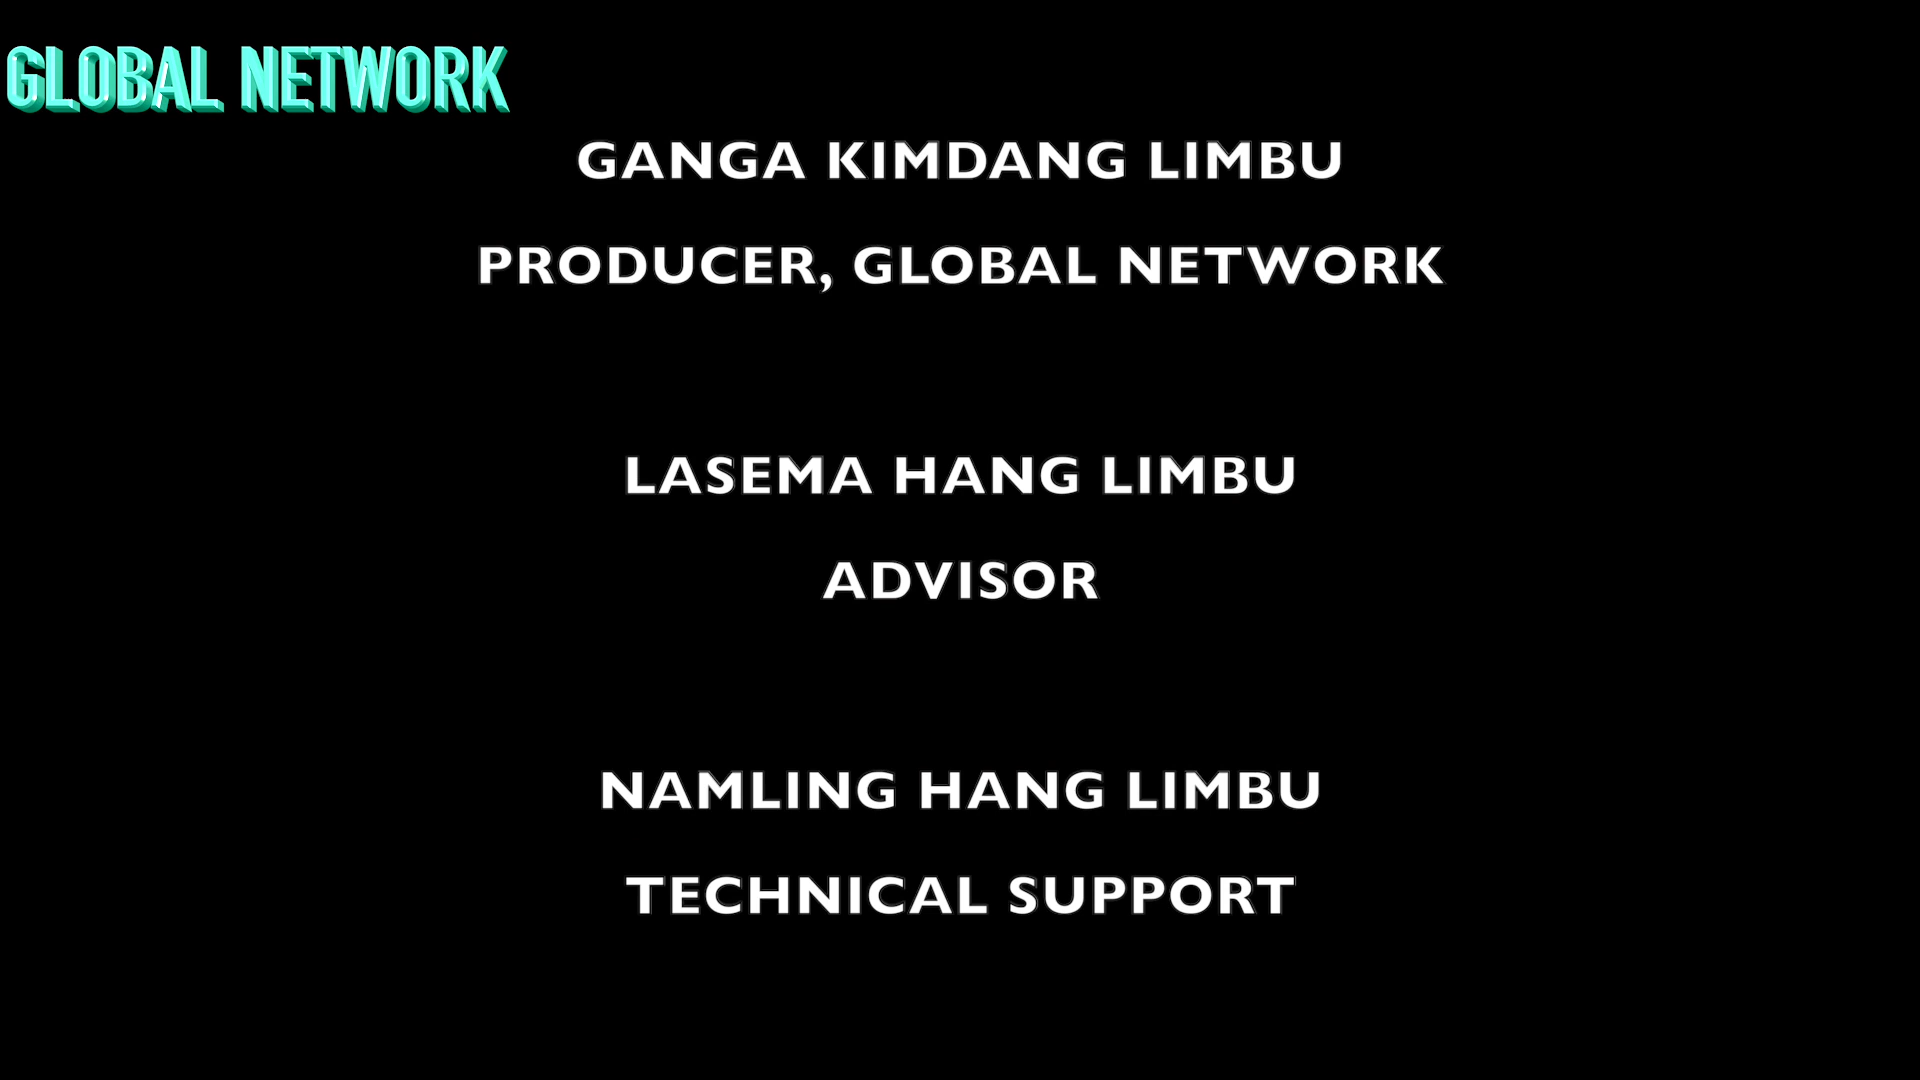 GLOBAL NETWORK
GANGA KIMDANG LIMBU
PRODUCER, GLOBAL NETWORK
LASEMA HANG LIMBU
ADVISOR
NAMLING HANG LIMBU
TECHNICAL SUPPORT